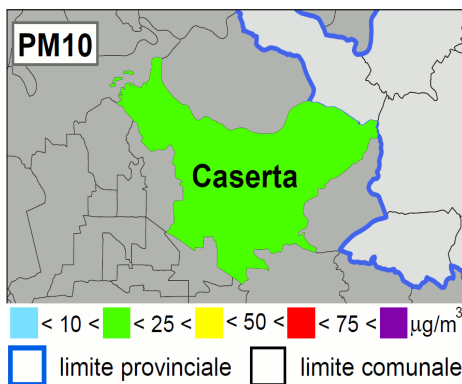 PM10
Caserta
< 10 < < 25 < < 50 < < 75 < µg/m³
limite provinciale limite comunale